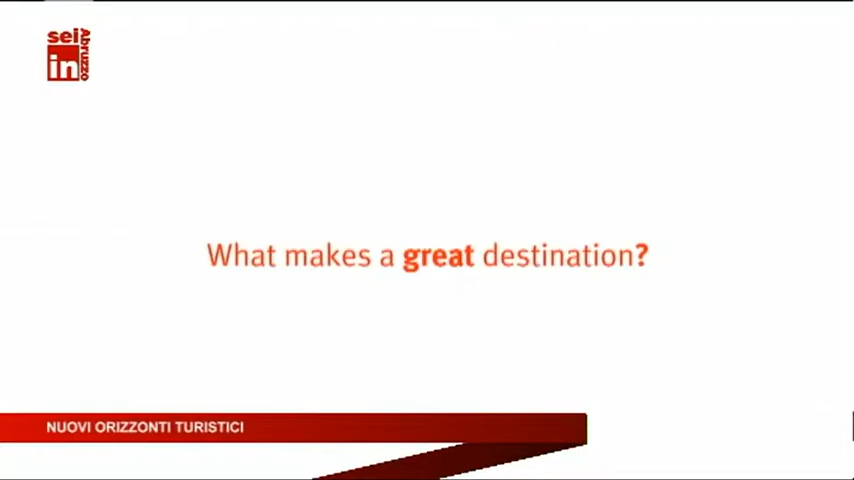 sei
in
Abruzzo
What makes a great destination?
NUOVI ORIZZONTI TURISTICI